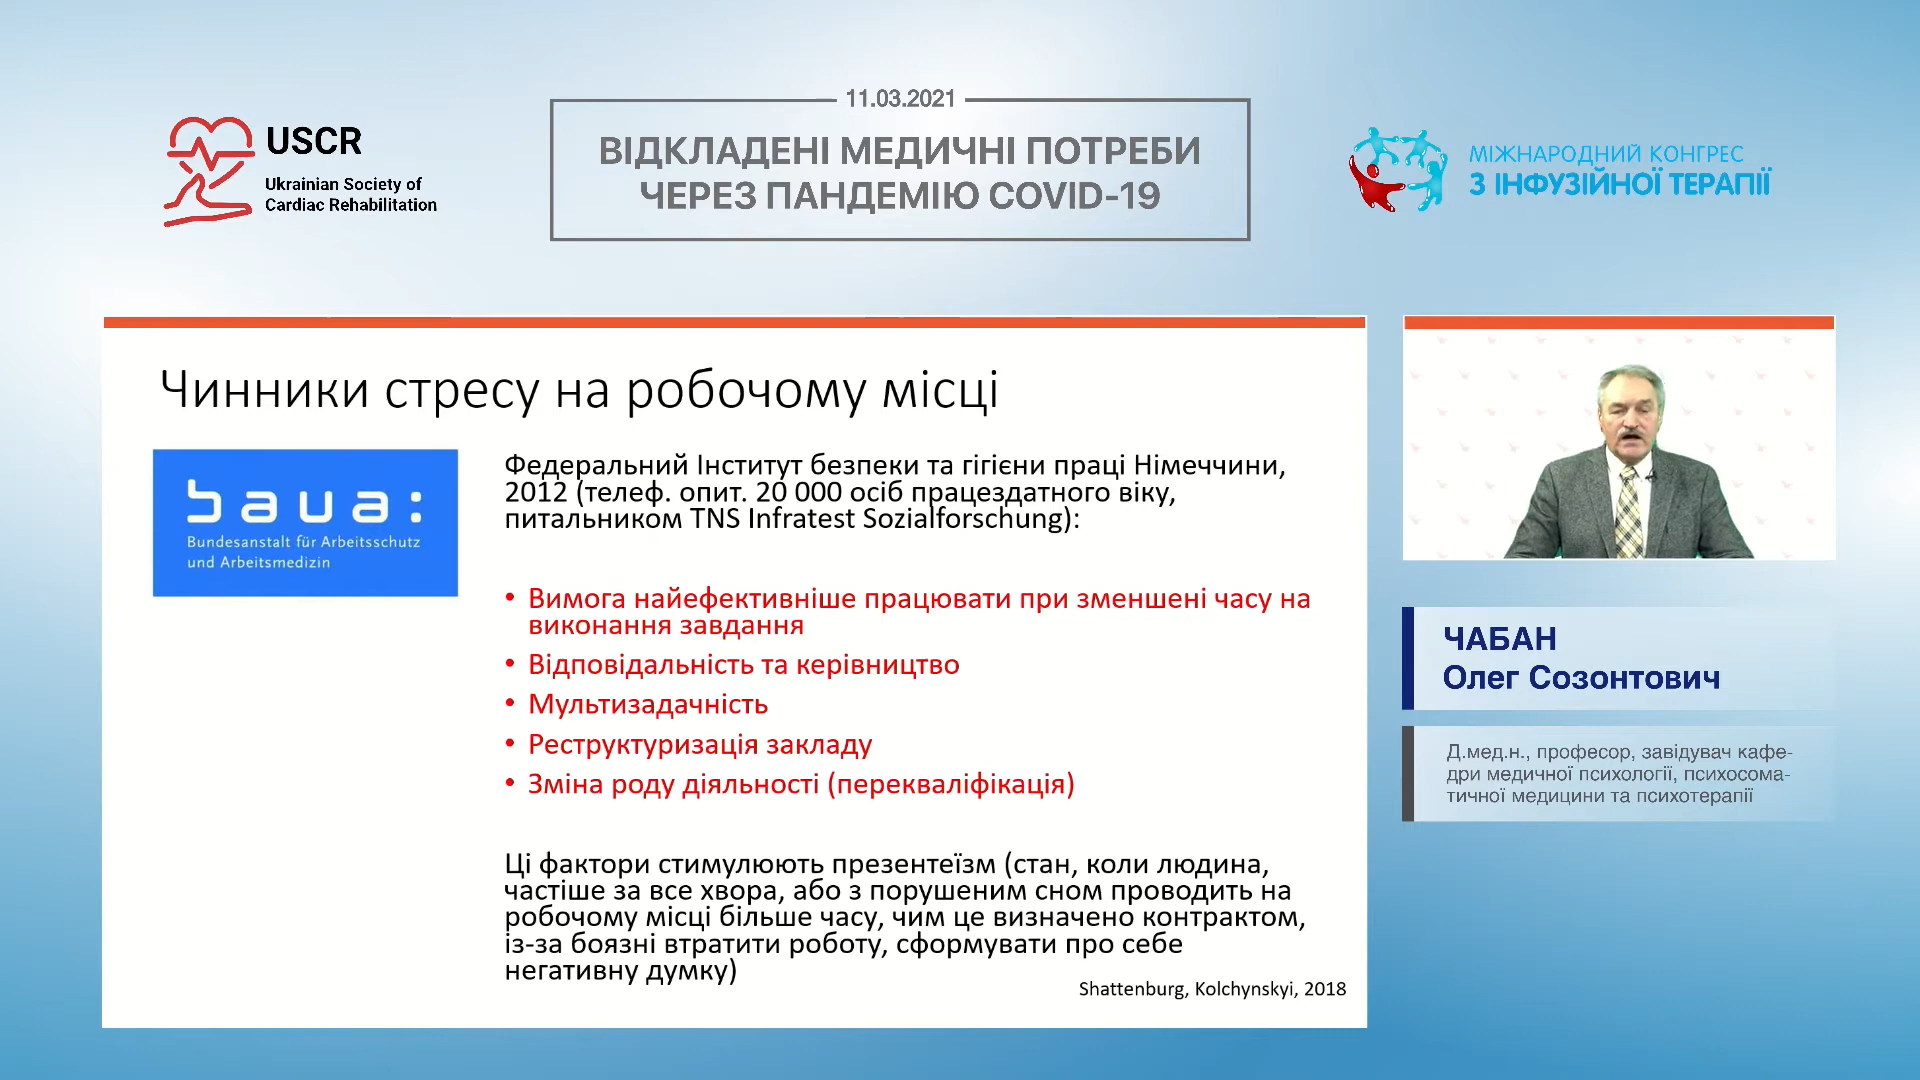 USCR
Ukrainian Society of
Cardiac Rehabilitation
11.03.2021
ВІДКЛАДЕНІ МЕДИЧНІ ПОТРЕБИ
ЧЕРЕЗ ПАНДЕМІЮ COVID-19
МІЖНАРОДНИЙ КОНГРЕС
З ІНФУЗІЙНОЇ ТЕРАПІЇ
Чинники стресу на робочому місці
baua:
Bundesanstalt für Arbeitsschutz
und Arbeitsmedizin
Федеральний Інститут безпеки та гігієни праці Німеччини,
2012 (телеф. опит. 20 000 осіб працездатного віку,
питальником TNS Infratest Sozialforschung):
• Вимога найефективніше працювати при зменшені часу на
виконання завдання
• Відповідальність та керівництво
• Мультизадачність
• Реструктуризація закладу
• Зміна роду діяльності (перекваліфікація)
Ці фактори стимулюють презентеїзм (стан, коли людина,
частіше за все хвора, або з порушеним сном проводить на
робочому місці більше часу, чим це визначено контрактом,
із-за боязні втратити роботу, сформувати про себе
негативну думку)
Shattenburg, Kolchynskyi, 2018
ЧАБАН
Олег Созонтович
Д.мед.н., професор, завідувач кафе-
дри медичної психології, психосома-
тичної медицини та психотерапії